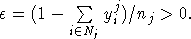 ϵ = (1 − ∑_{i∈N_j} y_i^j)/n_j > 0.